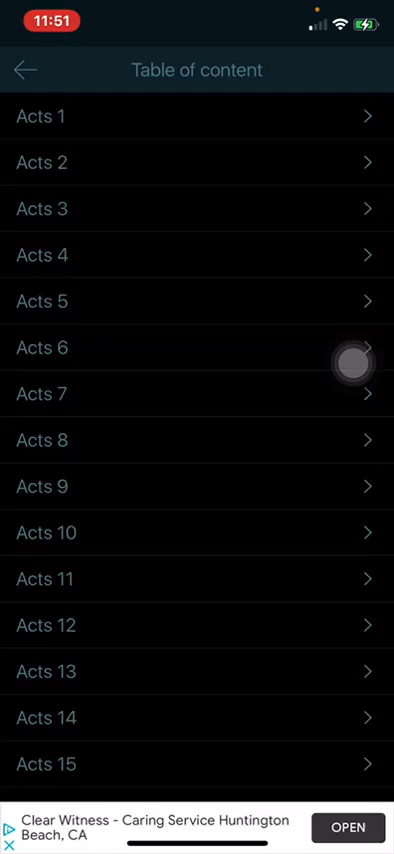 11:51
Table of content
Acts 1
Acts 2
Acts 3
Acts 4
Acts 5
Acts 6
Acts 7
Acts 8
Acts 9
Acts 10
Acts 11
Acts 12
Acts 13
Acts 14
Acts 15
Clear Witness - Caring Service Huntington
Beach, CA
OPEN